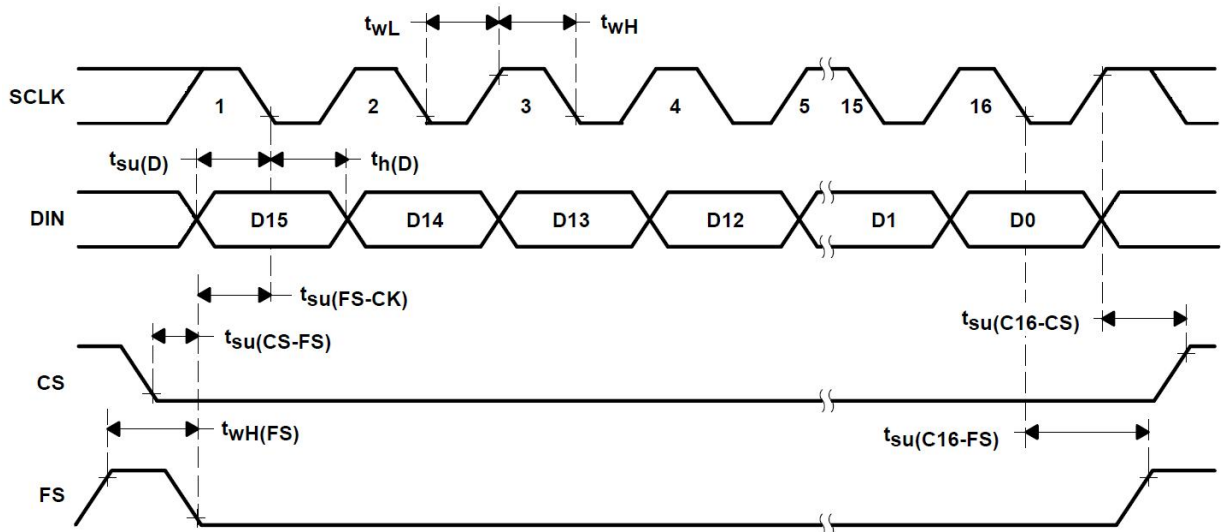 twL
twH
SCLK
1
2
3
4
5
15
16
tsu(D)
th(D)
DIN
D15
D14
D13
D12
D1
D0
tsu(FS-CK)
tsu(CS-FS)
tsu(C16-CS)
CS
twH(FS)
tsu(C16-FS)
FS